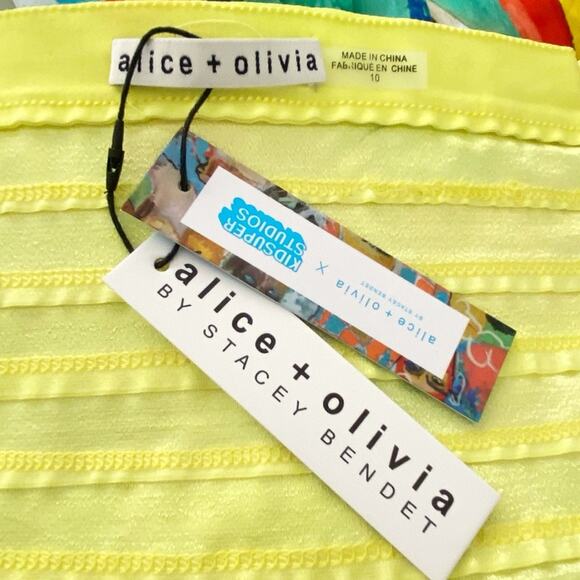 alice + olivia
MADE IN CHINA
FABRIQUÉ EN CHINE
10
KIDSUPER
STUDIOS
X
alice + olivia
BY STACEY BENDET
alice + olivia
BY STACEY BENDET